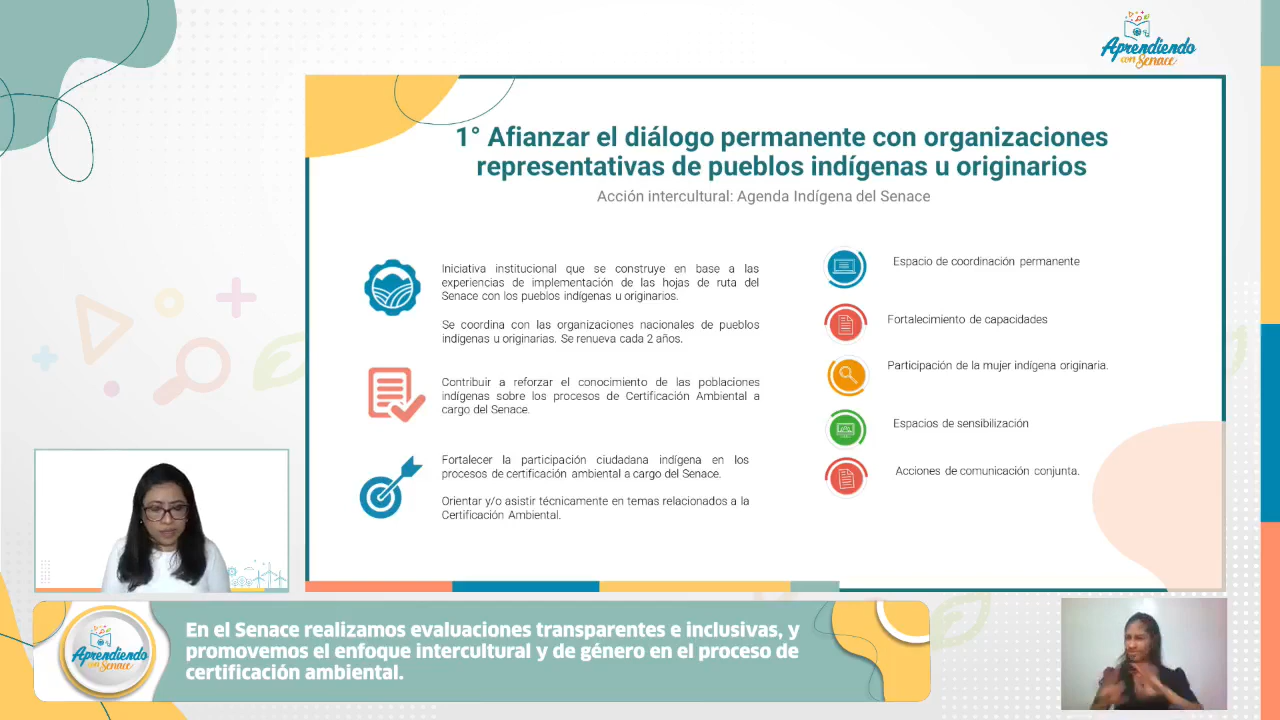 Aprendiendo
con Senace
1° Afianzar el diálogo permanente con organizaciones
representativas de pueblos indígenas u originarios
Acción intercultural: Agenda Indígena del Senace
Iniciativa institucional que se construye en base a las
experiencias de implementación de las hojas de ruta del
Senace con los pueblos indígenas u originarios.
Se coordina con las organizaciones nacionales de pueblos
indígenas u originarias. Se renueva cada 2 años.
Contribuir a reforzar el conocimiento de las poblaciones
indígenas sobre los procesos de Certificación Ambiental a
cargo del Senace.
Fortalecer la participación ciudadana indígena en los
procesos de certificación ambiental a cargo del Senace.
Orientar y/o asistir técnicamente en temas relacionados a la
Certificación Ambiental.
Espacio de coordinación permanente
Fortalecimiento de capacidades
Participación de la mujer indígena originaria.
Espacios de sensibilización
Acciones de comunicación conjunta.
Aprendiendo
con Senace
En el Senace realizamos evaluaciones transparentes e inclusivas, y
promovemos el enfoque intercultural y de género en el proceso de
certificación ambiental.